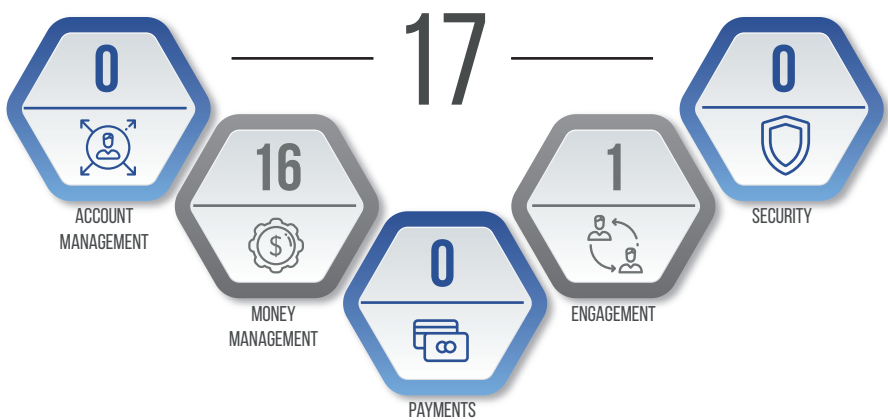 17
0
ACCOUNT
MANAGEMENT
16
$
MONEY
MANAGEMENT
0
PAYMENTS
1
ENGAGEMENT
0
SECURITY